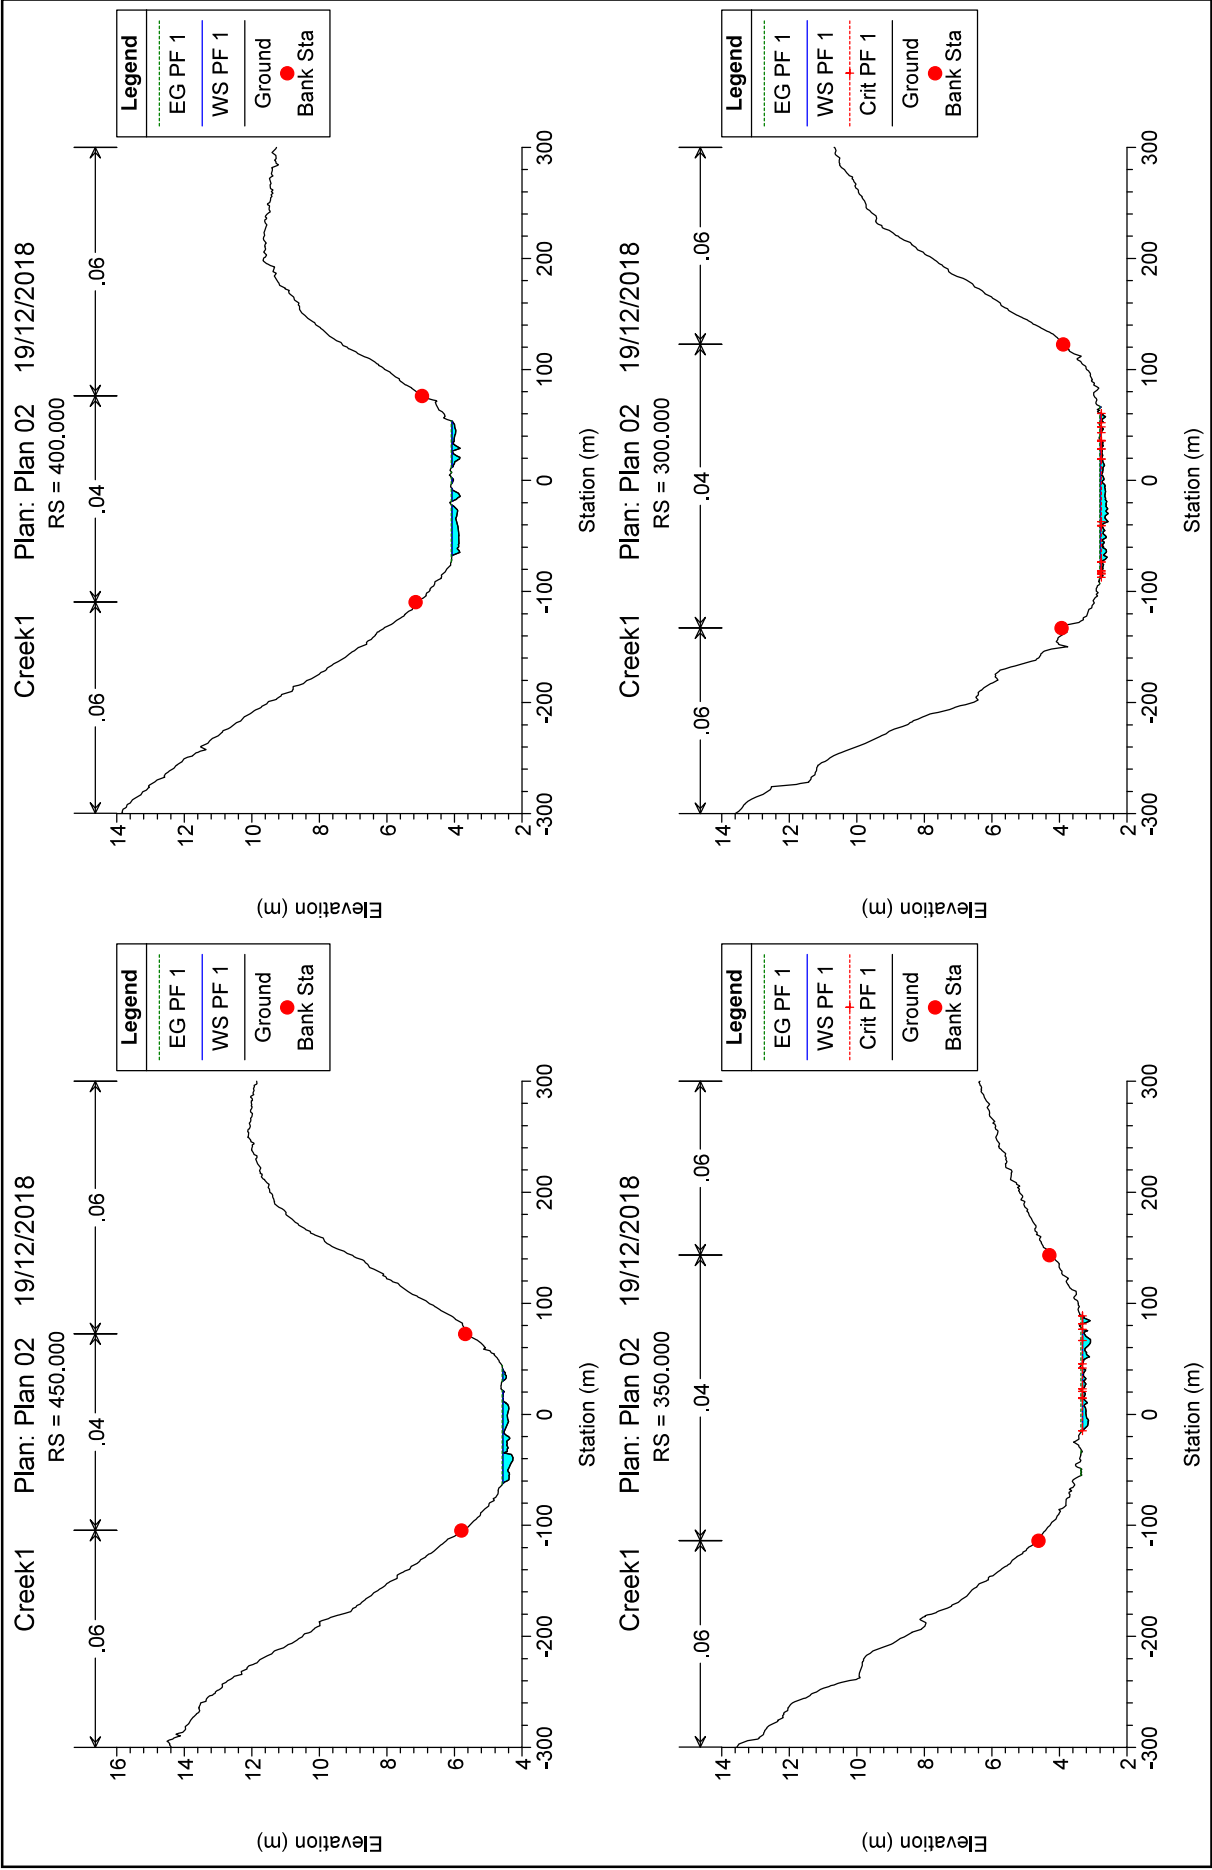 Creek1 Plan: Plan 02 19/12/2018
RS = 450.000
.06
.04
.06
Legend
EG PF 1
WS PF 1
Ground
Bank Sta
16
14
12
10
8
6
4
-300
-200
-100
0
100
200
300
Station (m)
Elevation (m)
Creek1 Plan: Plan 02 19/12/2018
RS = 400.000
.06
.04
.06
Legend
EG PF 1
WS PF 1
Ground
Bank Sta
14
12
10
8
6
4
2
-300
-200
-100
0
100
200
300
Station (m)
Elevation (m)
Creek1 Plan: Plan 02 19/12/2018
RS = 350.000
.06
.04
.06
Legend
EG PF 1
WS PF 1
Crit PF 1
Ground
Bank Sta
14
12
10
8
6
4
2
-300
-200
-100
0
100
200
300
Station (m)
Elevation (m)
Creek1 Plan: Plan 02 19/12/2018
RS = 300.000
.06
.04
.06
Legend
EG PF 1
WS PF 1
Crit PF 1
Ground
Bank Sta
14
12
10
8
6
4
2
-300
-200
-100
0
100
200
300
Station (m)
Elevation (m)